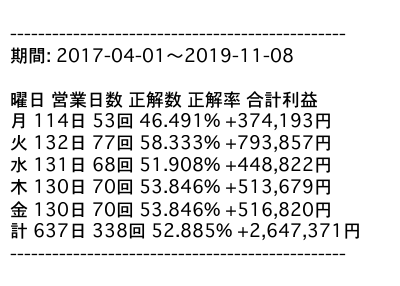 ------------------------------------------------
期間: 2017-04-01～2019-11-08
曜日 営業日数 正解数 正解率 合計利益
月 114日 53回 46.491% +374,193円
火 132日 77回 58.333% +793,857円
水 131日 68回 51.908% +448,822円
木 130日 70回 53.846% +513,679円
金 130日 70回 53.846% +516,820円
計 637日 338回 52.885% +2,647,371円
------------------------------------------------